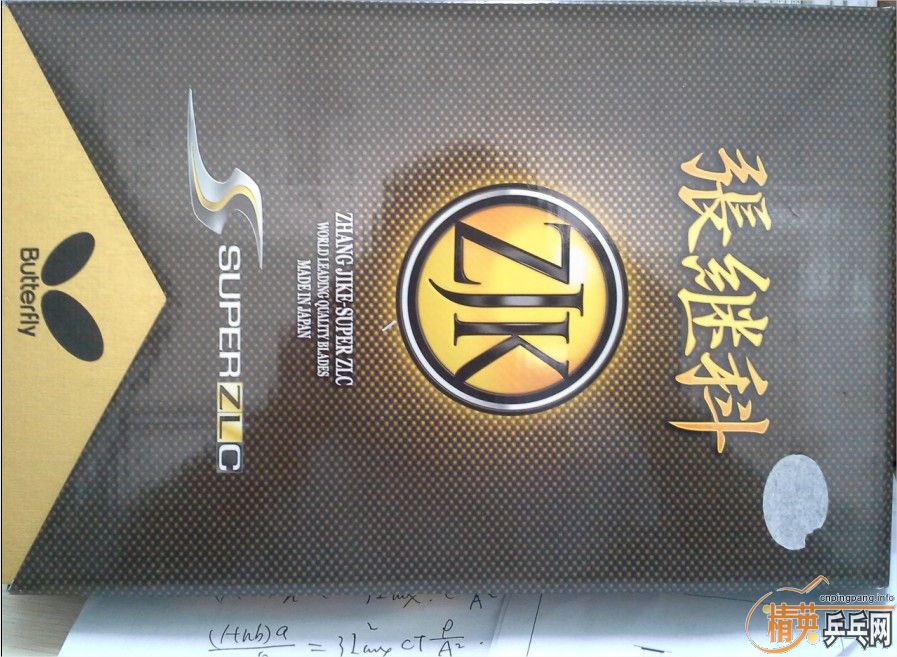 張继科
ZJK
ZHANG JIKE-SUPER ZLC
WORLD LEADING QUALITY BLADES
MADE IN JAPAN
S
SUPER ZLC
Butterfly
cnpingpang.info
精英乒乓网